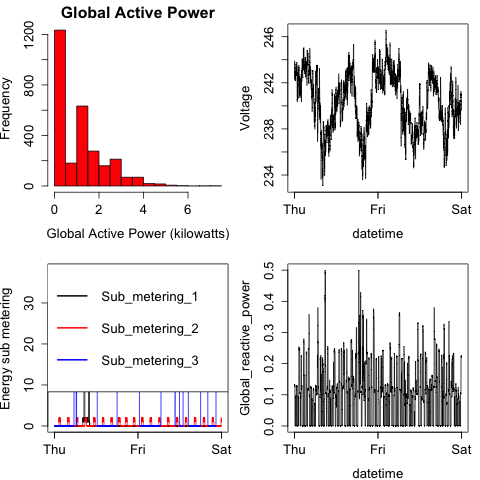 Global Active Power
Frequency
0 400 800 1200
0 2 4 6
Global Active Power (kilowatts)
Voltage
234 238 242 246
Thu Fri Sat
datetime
Energy sub metering
0 10 20 30
Sub_metering_1
Sub_metering_2
Sub_metering_3
Thu Fri Sat
Global_reactive_power
0.0 0.1 0.2 0.3 0.4 0.5
Thu Fri Sat
datetime